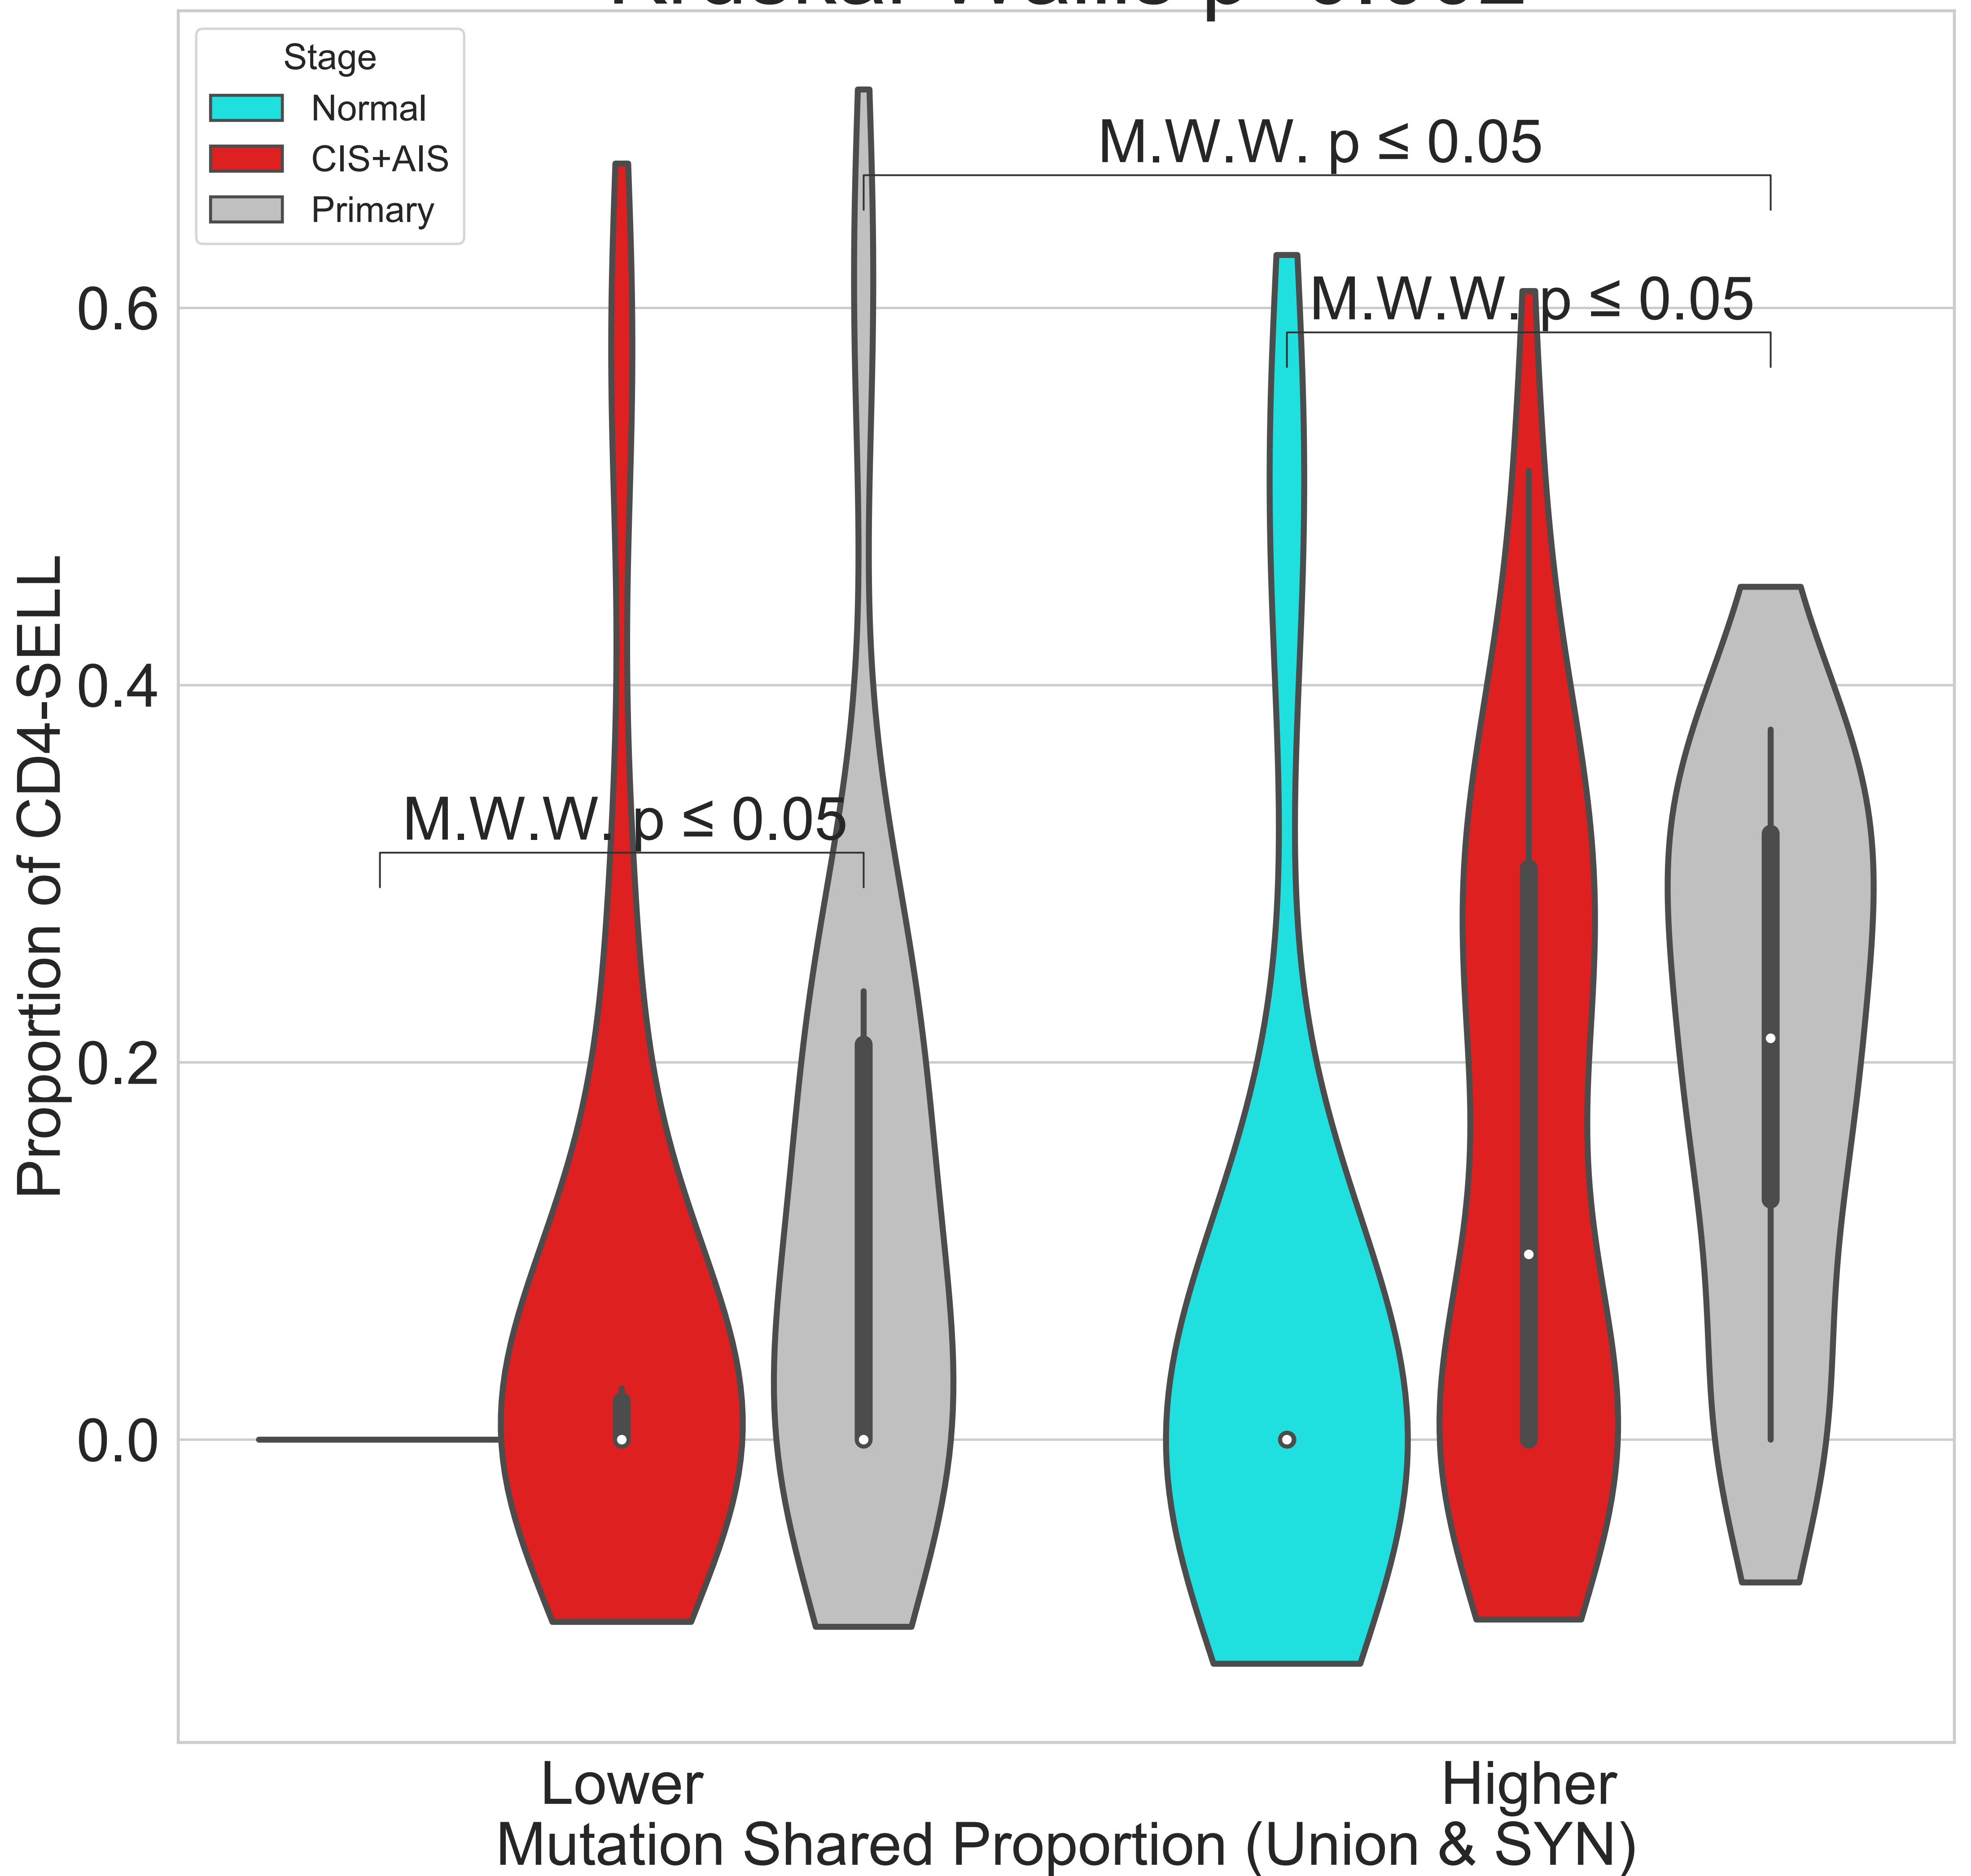 Stage
Normal
CIS+AIS
Primary
M.W.W. p ≤ 0.05
M.W.W. p ≤ 0.05
M.W.W. p ≤ 0.05
Proportion of CD4-SELL
0.6
0.4
0.2
0.0
Lower
Higher
Mutation Shared Proportion (Union & SYN)